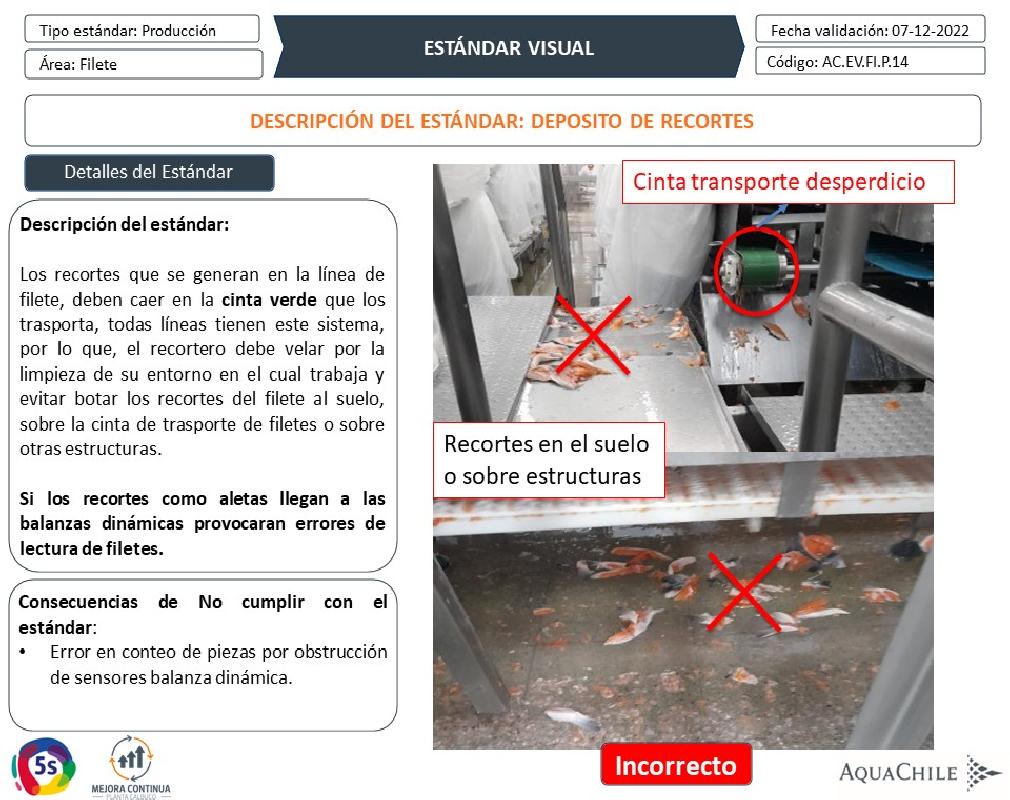 Tipo estándar: Producción
Área: Filete
ESTÁNDAR VISUAL
Fecha validación: 07-12-2022
Código: AC.EV.FI.P.14
DESCRIPCIÓN DEL ESTÁNDAR: DEPOSITO DE RECORTES
Detalles del Estándar
Descripción del estándar:
Los recortes que se generan en la línea de
filete, deben caer en la cinta verde que los
trasporta, todas líneas tienen este sistema,
por lo que, el recortero debe velar por la
limpieza de su entorno en el cual trabaja y
evitar botar los recortes del filete al suelo,
sobre la cinta de trasporte de filetes o sobre
otras estructuras.
Si los recortes como aletas llegan a las
balanzas dinámicas provocaran errores de
lectura de filetes.
Consecuencias de No cumplir con el
estándar:
• Error en conteo de piezas por obstrucción
de sensores balanza dinámica.
Cinta transporte desperdicio
Recortes en el suelo
o sobre estructuras
Incorrecto
5s
MEJORA CONTINUA
PLANTA CALBUCO
AQUACHILE